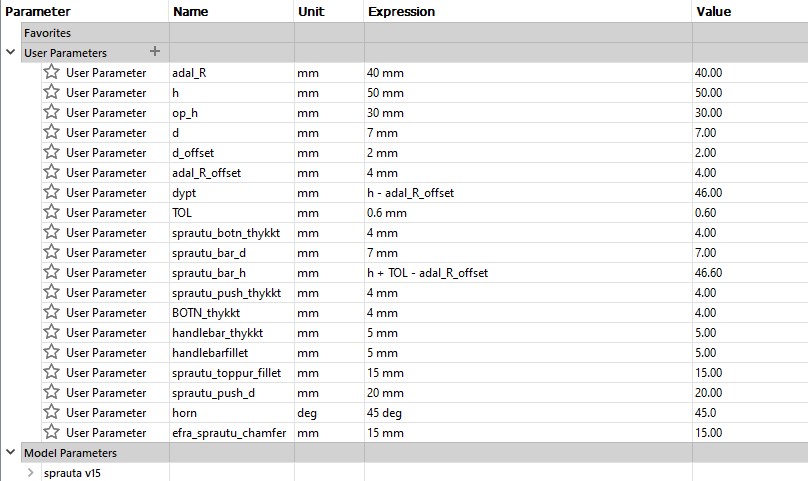 Parameter Name Unit Expression Value
Favorites
User Parameters +
User Parameter adal_R mm 40 mm 40.00
User Parameter h mm 50 mm 50.00
User Parameter op_h mm 30 mm 30.00
User Parameter d mm 7 mm 7.00
User Parameter d_offset mm 2 mm 2.00
User Parameter adal_R_offset mm 4 mm 4.00
User Parameter dypt mm h - adal_R_offset 46.00
User Parameter TOL mm 0.6 mm 0.60
User Parameter sprautu_botn_thykkt mm 4 mm 4.00
User Parameter sprautu_bar_d mm 7 mm 7.00
User Parameter sprautu_bar_h mm h + TOL - adal_R_offset 46.60
User Parameter sprautu_push_thykkt mm 4 mm 4.00
User Parameter BOTN_thykkt mm 4 mm 4.00
User Parameter handlebar_thykkt mm 5 mm 5.00
User Parameter handlebarfillet mm 5 mm 5.00
User Parameter sprautu_toppur_fillet mm 15 mm 15.00
User Parameter sprautu_push_d mm 20 mm 20.00
User Parameter horn deg 45 deg 45.0
User Parameter efra_sprautu_chamfer mm 15 mm 15.00
Model Parameters
sprauta v15